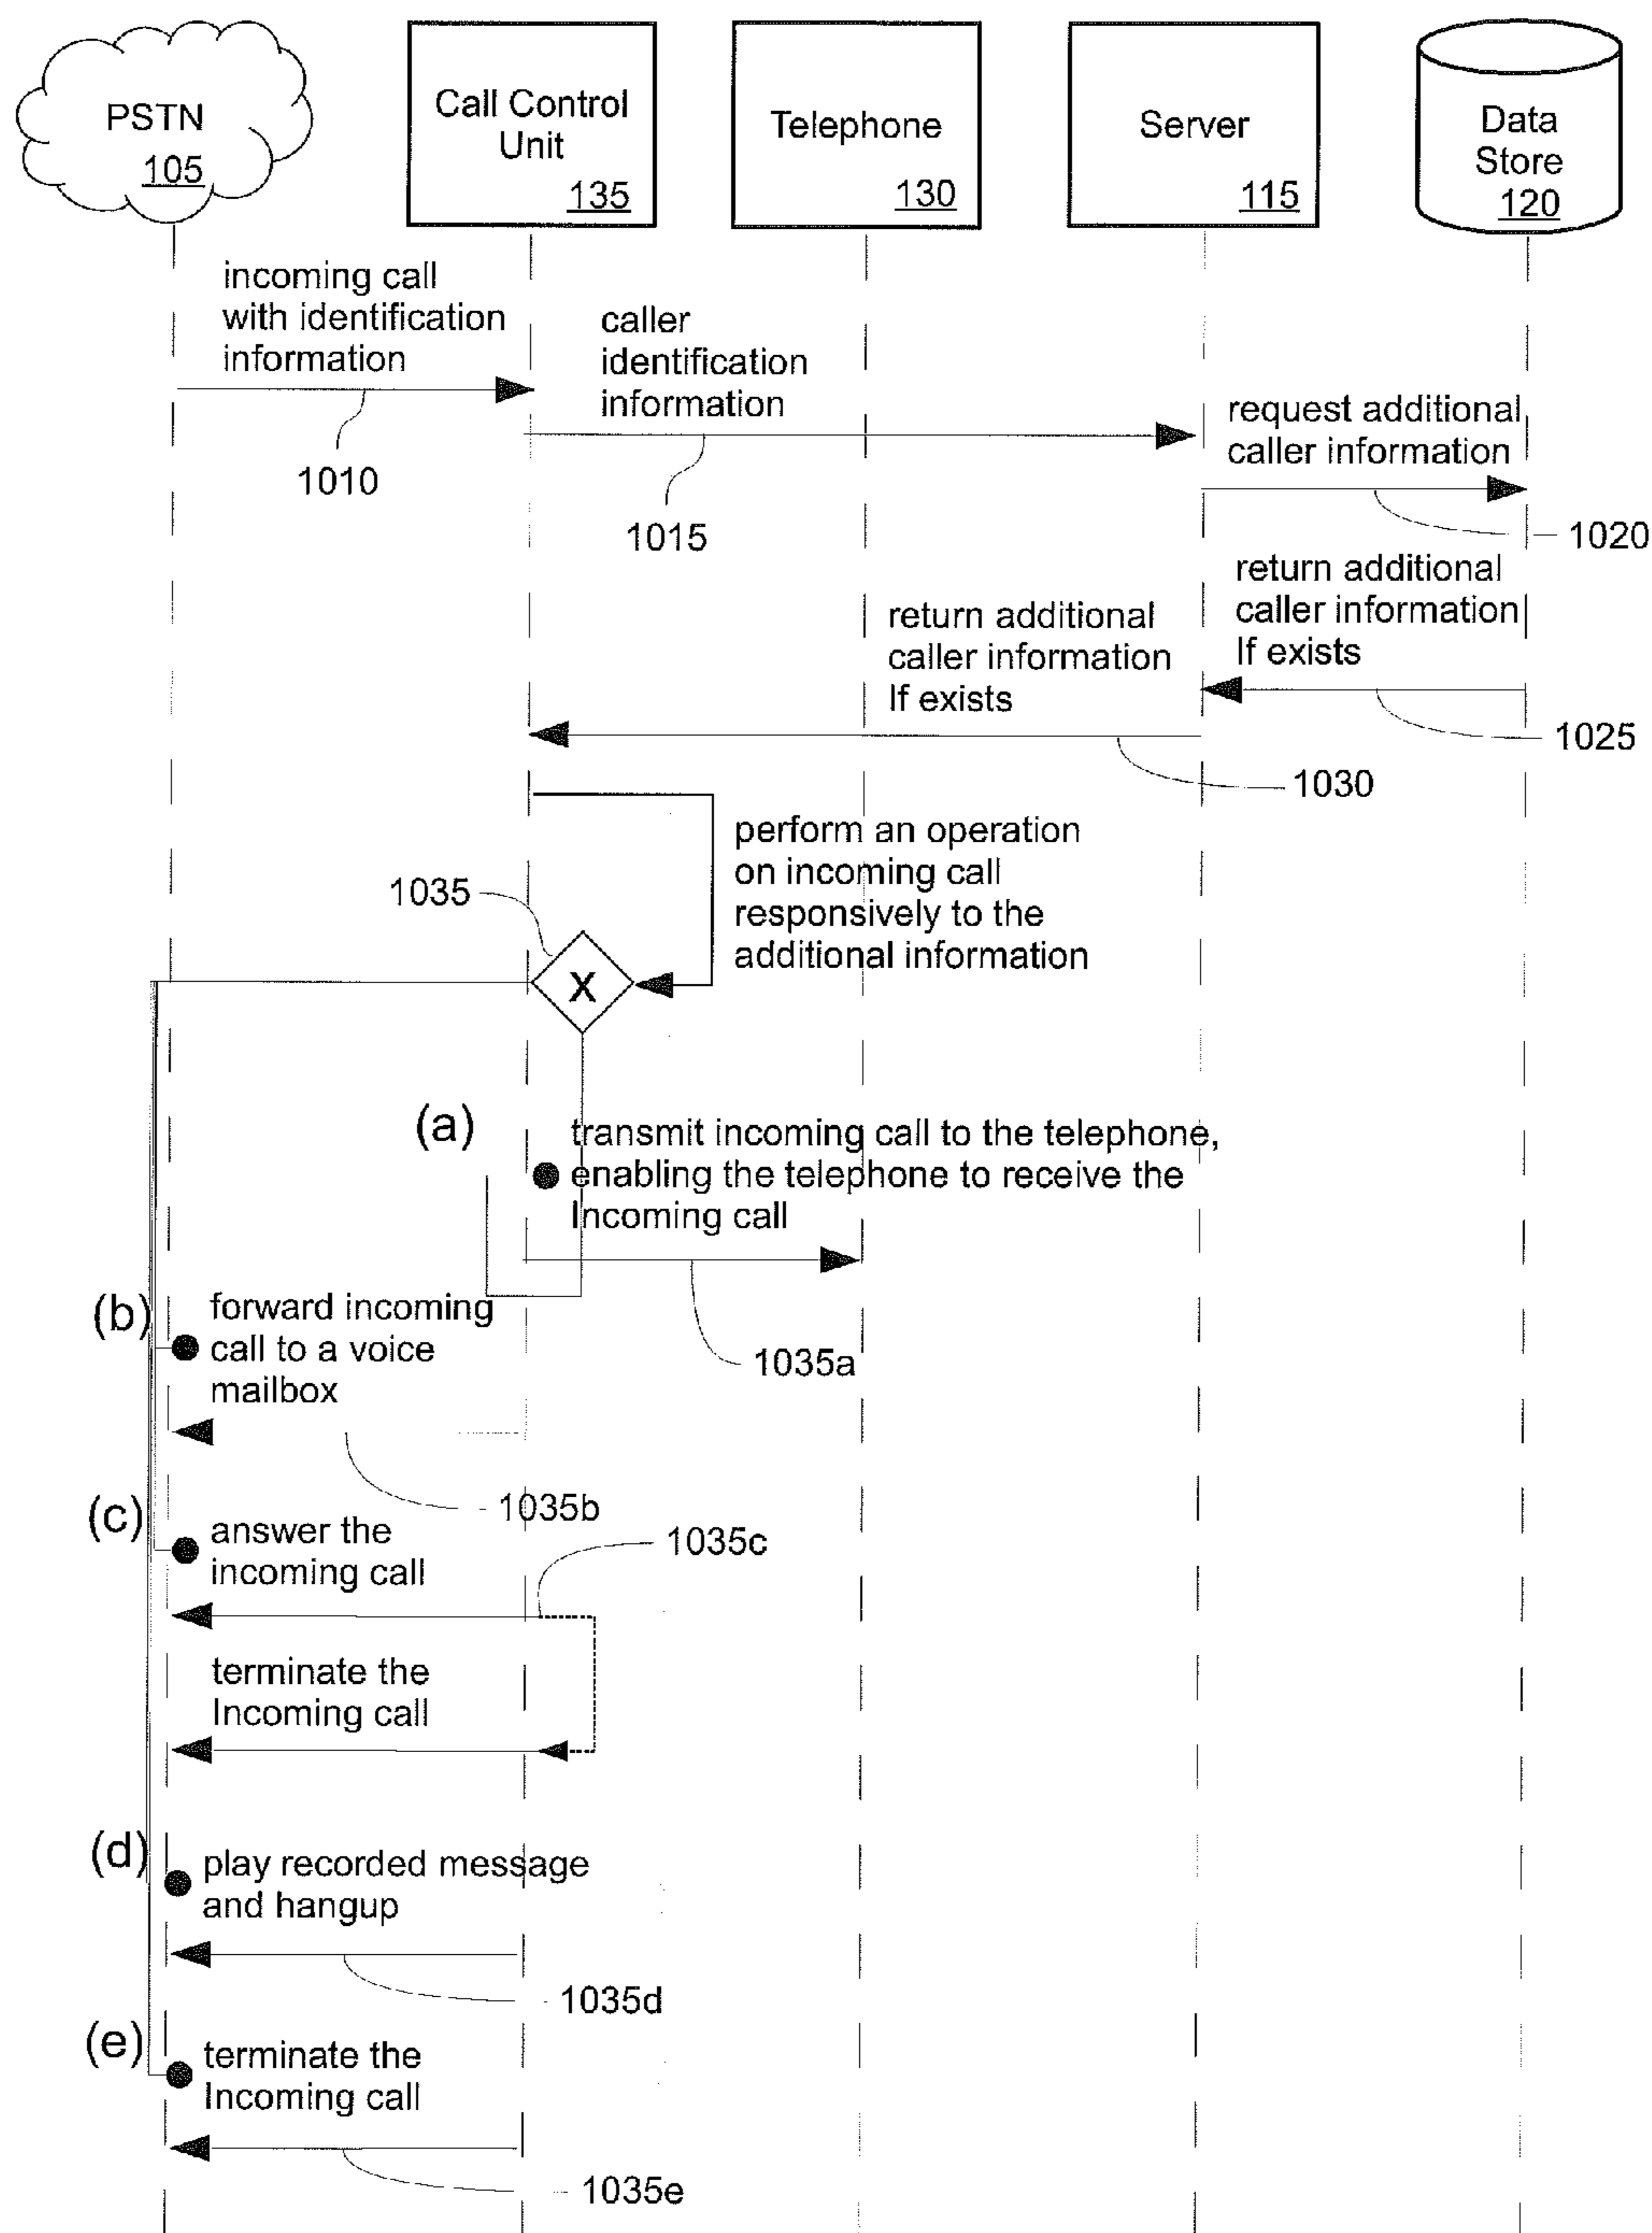 PSTN
105
Call Control
Unit
135
Telephone
130
Server
115
Data
Store
120
incoming call
with identification
information
1010
caller
identification
information
1015
request additional
caller information
1020
return additional
caller information
If exists
1025
return additional
caller information
If exists
1030
perform an operation
on incoming call
responsively to the
additional information
1035
X
(a)
transmit incoming call to the telephone,
enabling the telephone to receive the
Incoming call
1035a
(b)
forward incoming
call to a voice
mailbox
1035b
(c)
answer the
incoming call
1035c
terminate the
Incoming call
(d)
play recorded message
and hangup
1035d
(e)
terminate the
Incoming call
1035e